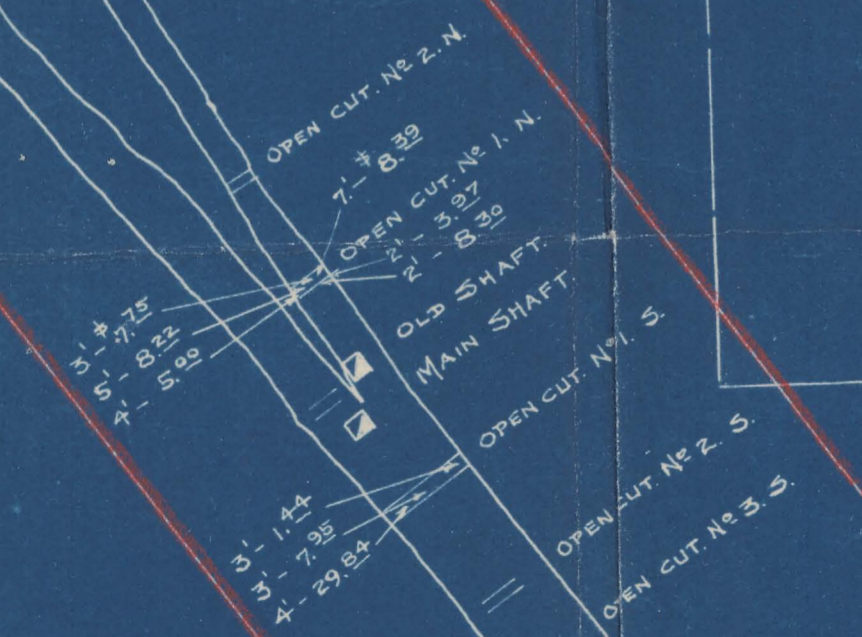 OPEN CUT. Nº 2. N.
7' - $ 8.39
OPEN CUT. Nº 1. N.
2' - 3.97
2' - 8.30
OLD SHAFT.
MAIN SHAFT
3' - $ 7.75
5' - 8.22
4' - 5.00
OPEN CUT. Nº 1. S.
OPEN CUT. Nº 2. S.
OPEN CUT. Nº 3. S.
3' - 1.44
3' - 7.95
4' - 29.84